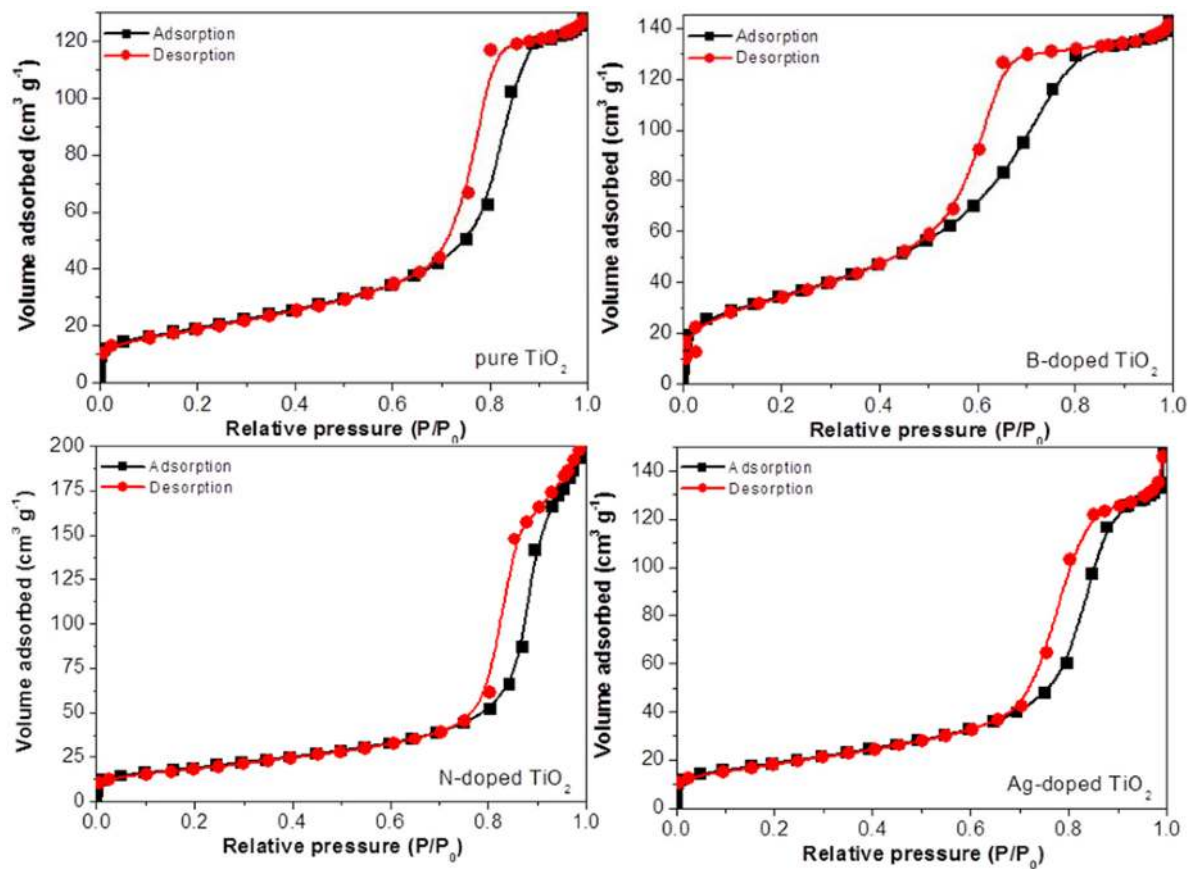 120
100
80
60
40
20
0
Volume adsorbed (cm³ g⁻¹)
Adsorption
Desorption
pure TiO₂
0.0 0.2 0.4 0.6 0.8 1.0
Relative pressure (P/P₀)
140
120
100
80
60
40
20
0
Volume adsorbed (cm³ g⁻¹)
Adsorption
Desorption
B-doped TiO₂
0.0 0.2 0.4 0.6 0.8 1.0
Relative pressure (P/P₀)
200
175
150
125
100
75
50
25
0
Volume adsorbed (cm³ g⁻¹)
Adsorption
Desorption
N-doped TiO₂
0.0 0.2 0.4 0.6 0.8 1.0
Relative pressure (P/P₀)
140
120
100
80
60
40
20
0
Volume adsorbed (cm³ g⁻¹)
Adsorption
Desorption
Ag-doped TiO₂
0.0 0.2 0.4 0.6 0.8 1.0
Relative pressure (P/P₀)